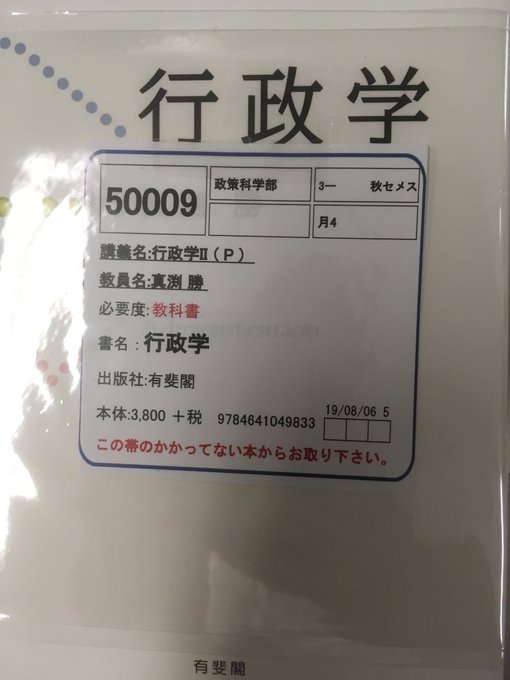 行政学
50009
政策科学部
3―
秋セメス
月4
講義名:行政学Ⅱ(P)
教員名:真渕 勝
必要度:教科書
書名：行政学
出版社:有斐閣
本体:3,800 ＋税
9784641049833
19/08/06 5
この帯のかかってない本からお取り下さい。
有斐閣